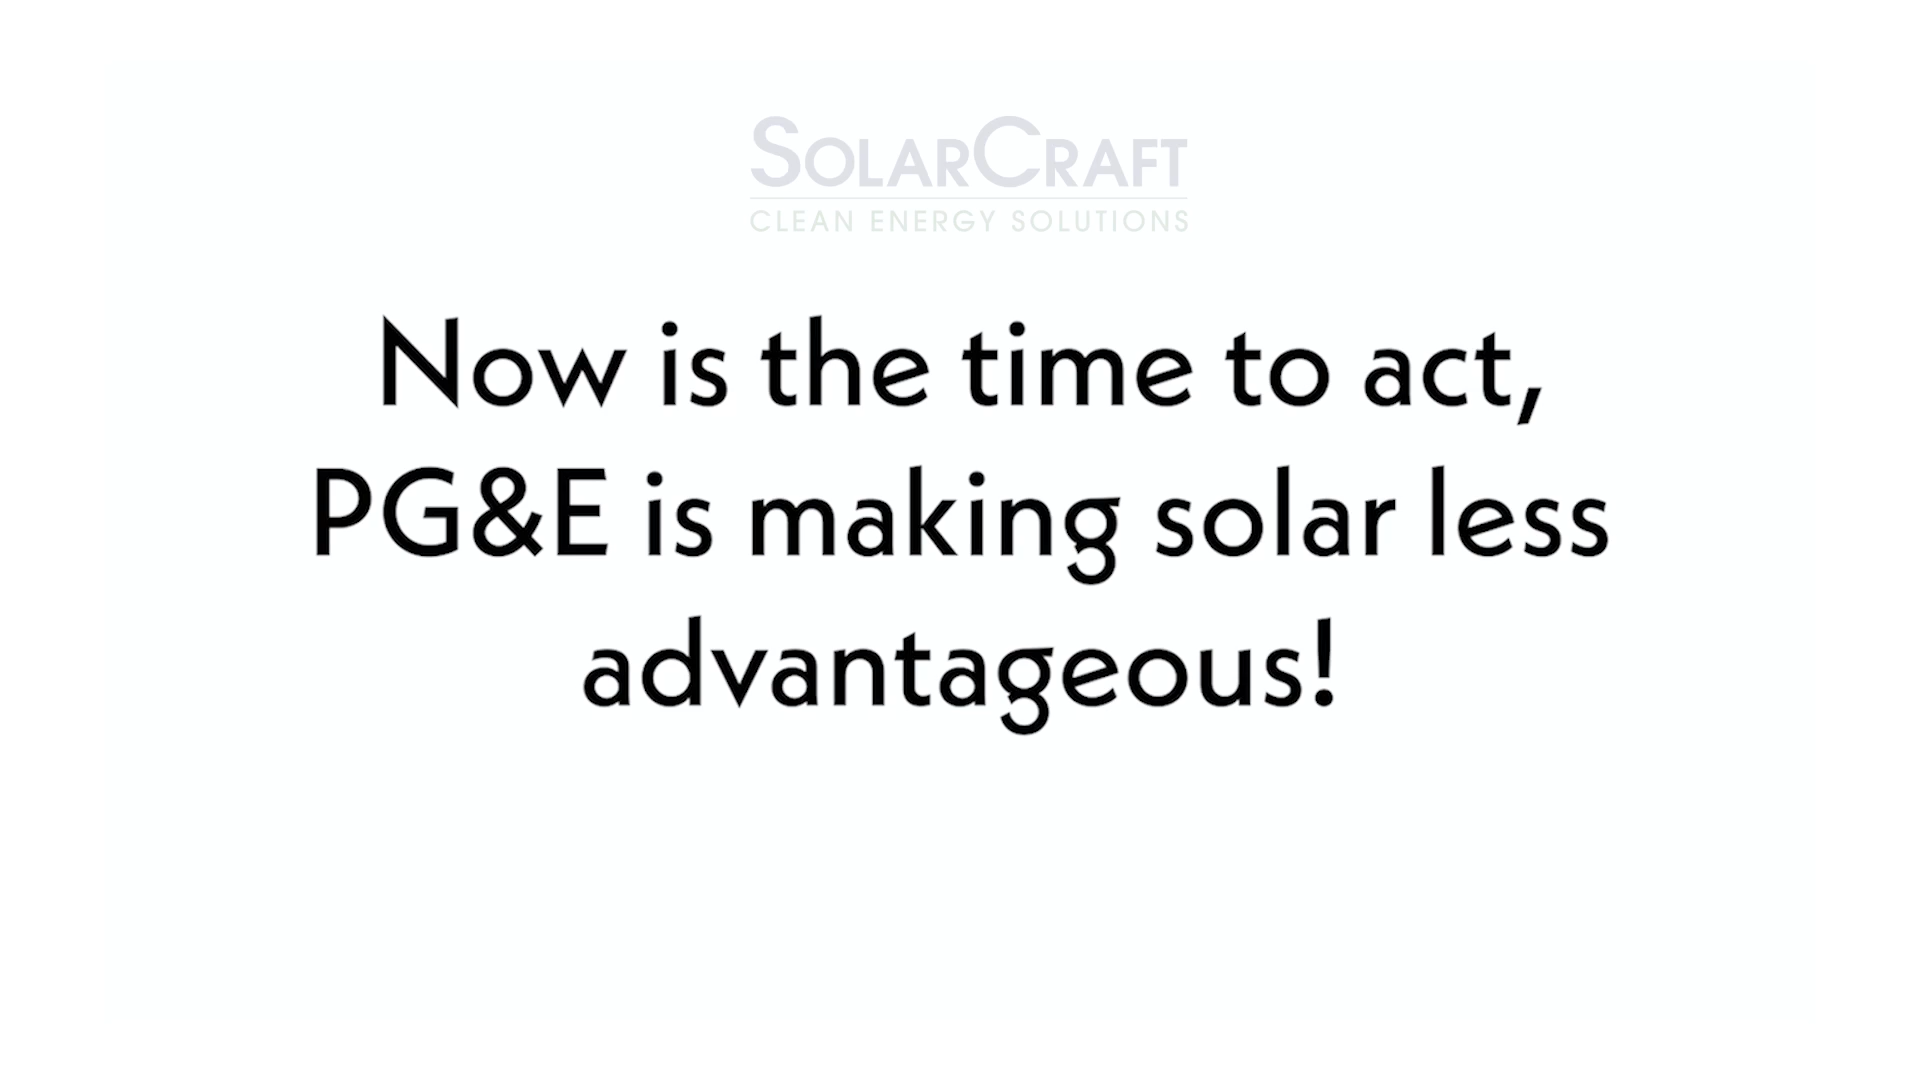 SOLARCRAFT
CLEAN ENERGY SOLUTIONS
Now is the time to act,
PG&E is making solar less
advantageous!